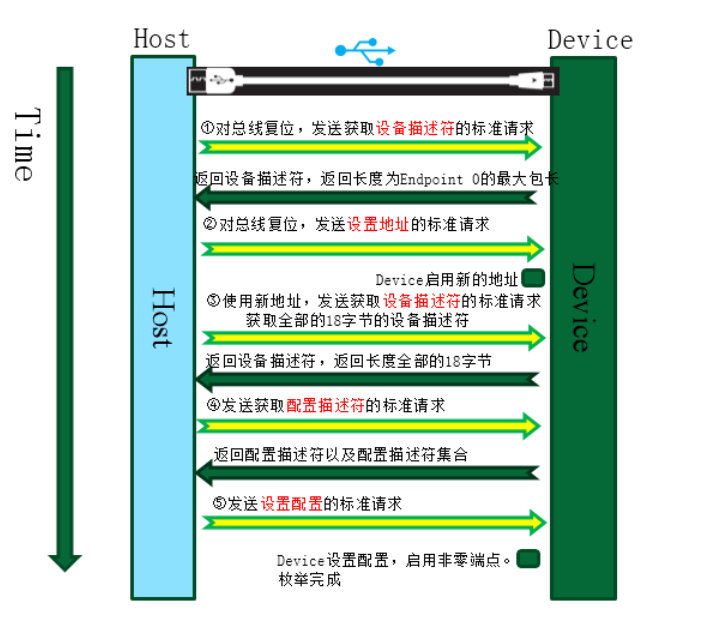 Host
Device
Time
①对总线复位，发送获取设备描述符的标准请求
返回设备描述符，返回长度为Endpoint 0的最大包长
②对总线复位，发送设置地址的标准请求
Device启用新的地址
Host
Device
③使用新地址，发送获取设备描述符的标准请求
获取全部的18字节的设备描述符
返回设备描述符，返回长度全部的18字节
④发送获取配置描述符的标准请求
返回配置描述符以及配置描述符集合
⑤发送设置配置的标准请求
Device设置配置，启用非零端点。
枚举完成